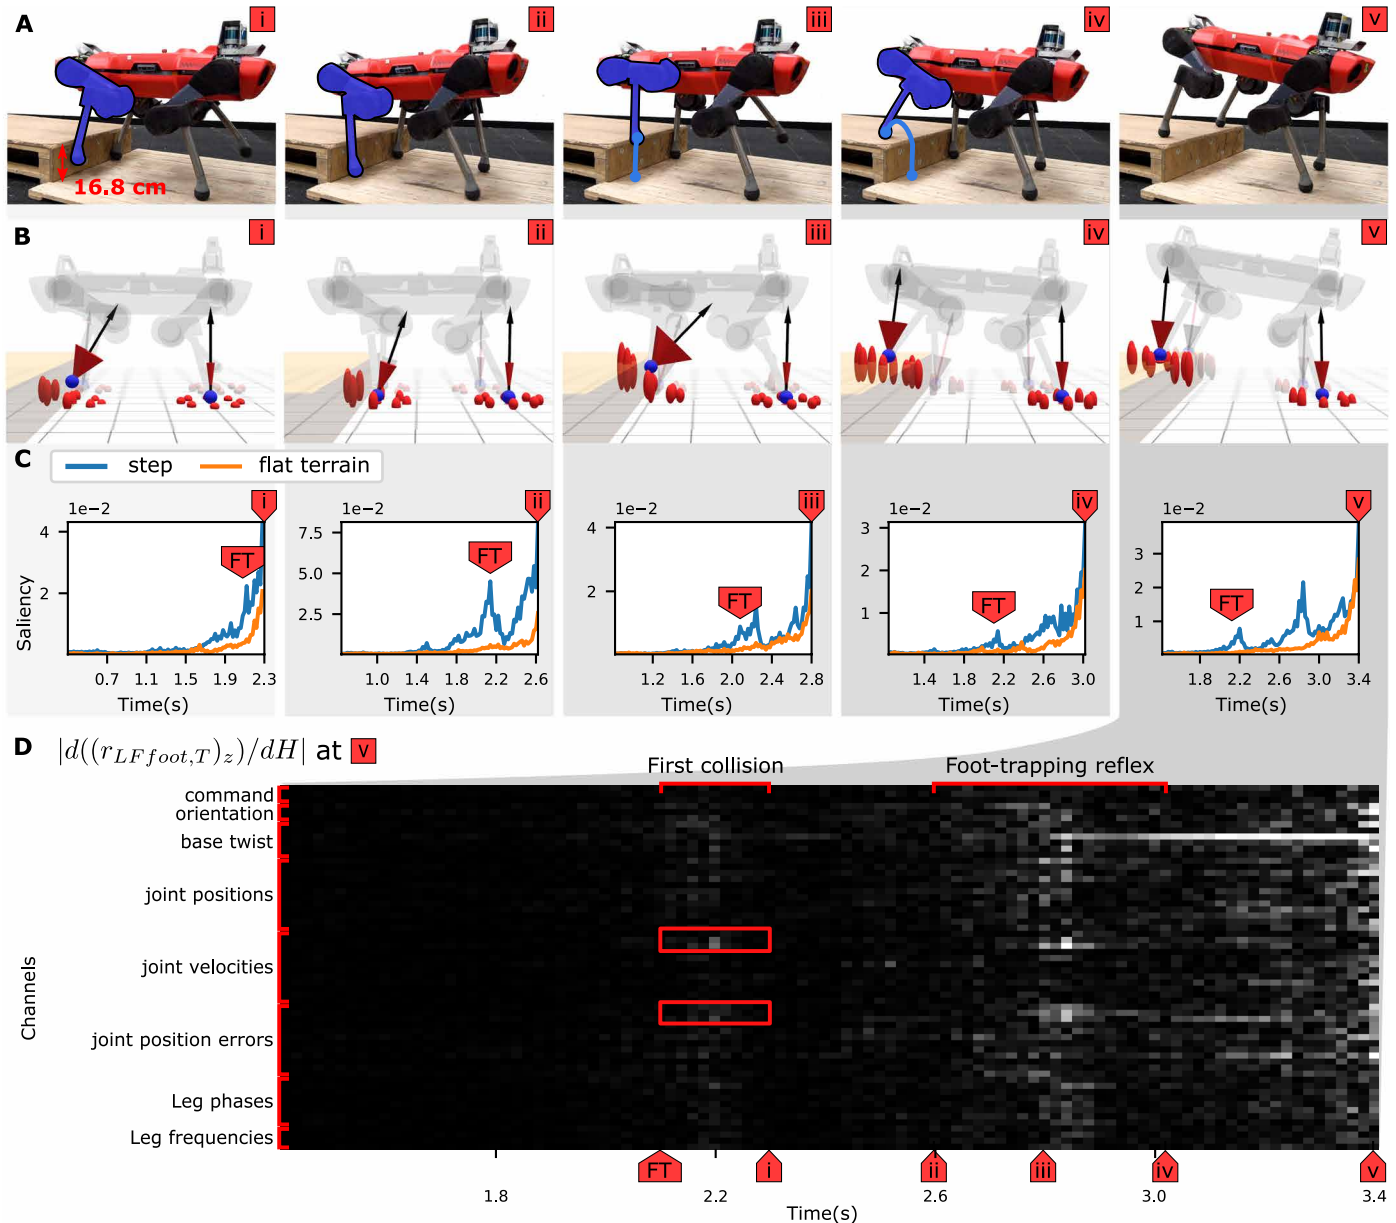 A
i
ii
iii
iv
v
16.8 cm
B
i
ii
iii
iv
v
C
step
flat terrain
i
ii
iii
iv
v
1e−2
1e−2
1e−2
1e−2
1e−2
Saliency
4
2
FT
0.7 1.1 1.5 1.9 2.3
Time(s)
7.5
5.0
2.5
FT
1.0 1.4 1.8 2.2 2.6
Time(s)
4
2
FT
1.2 1.6 2.0 2.4 2.8
Time(s)
3
2
1
FT
1.4 1.8 2.2 2.6 3.0
Time(s)
3
2
1
FT
1.8 2.2 2.6 3.0 3.4
Time(s)
D |d((r_{LFfoot,T})_z)/dH| at v
First collision
Foot-trapping reflex
Channels
command
orientation
base twist
joint positions
joint velocities
joint position errors
Leg phases
Leg frequencies
FT i ii iii iv v
1.8 2.2 2.6 3.0 3.4
Time(s)